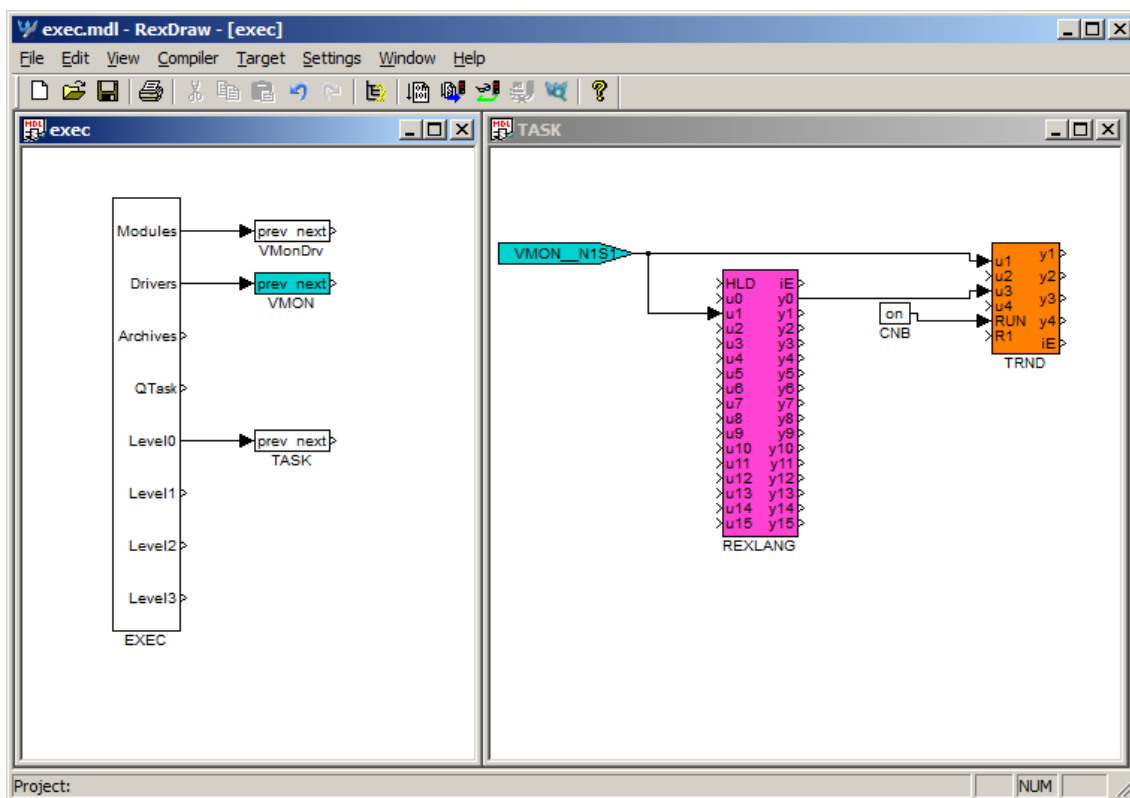 exec.mdl - RexDraw - [exec]
File Edit View Compiler Target Settings Window Help
exec
Modules
prev next
VMonDrv
Drivers
prev next
VMON
Archives
QTask
Level0
prev next
TASK
Level1
Level2
Level3
EXEC
TASK
VMON__N1S1
HLD iE
u0 y0
u1 y1
u2 y2
u3 y3
u4 y4
u5 y5
u6 y6
u7 y7
u8 y8
u9 y9
u10 y10
u11 y11
u12 y12
u13 y13
u14 y14
u15 y15
REXLANG
on
CNB
u1 y1
u2 y2
u3 y3
u4
RUN y4
R1 iE
TRND
Project:
NUM